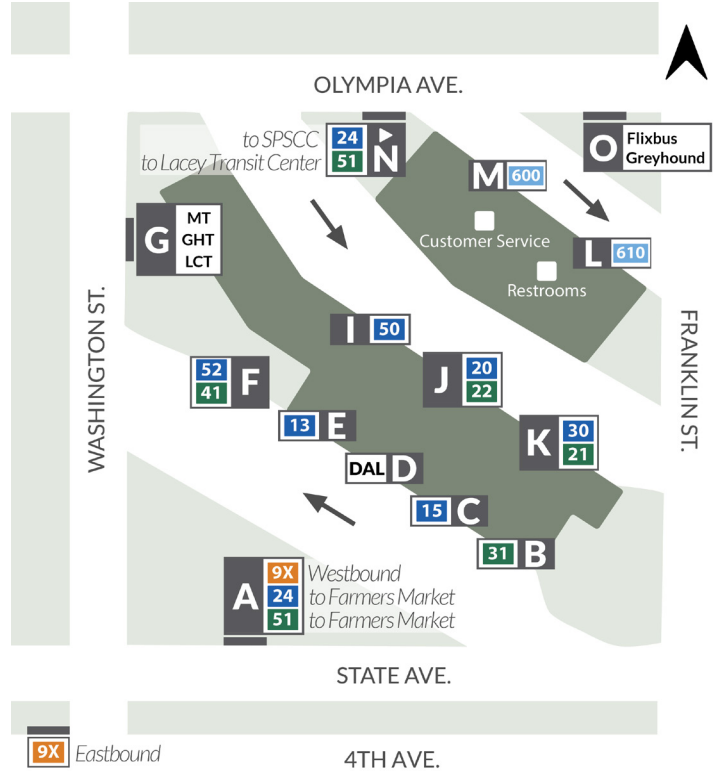 OLYMPIA AVE.
to SPSCC 24
to Lacey Transit Center 51
N
O Flixbus
Greyhound
M 600
G MT
GHT
LCT
Customer Service
L 610
Restrooms
WASHINGTON ST.
FRANKLIN ST.
I 50
52
41
F
J 20
22
13 E
K 30
21
DAL D
15 C
31 B
A 9X Westbound
24 to Farmers Market
51 to Farmers Market
STATE AVE.
9X Eastbound
4TH AVE.